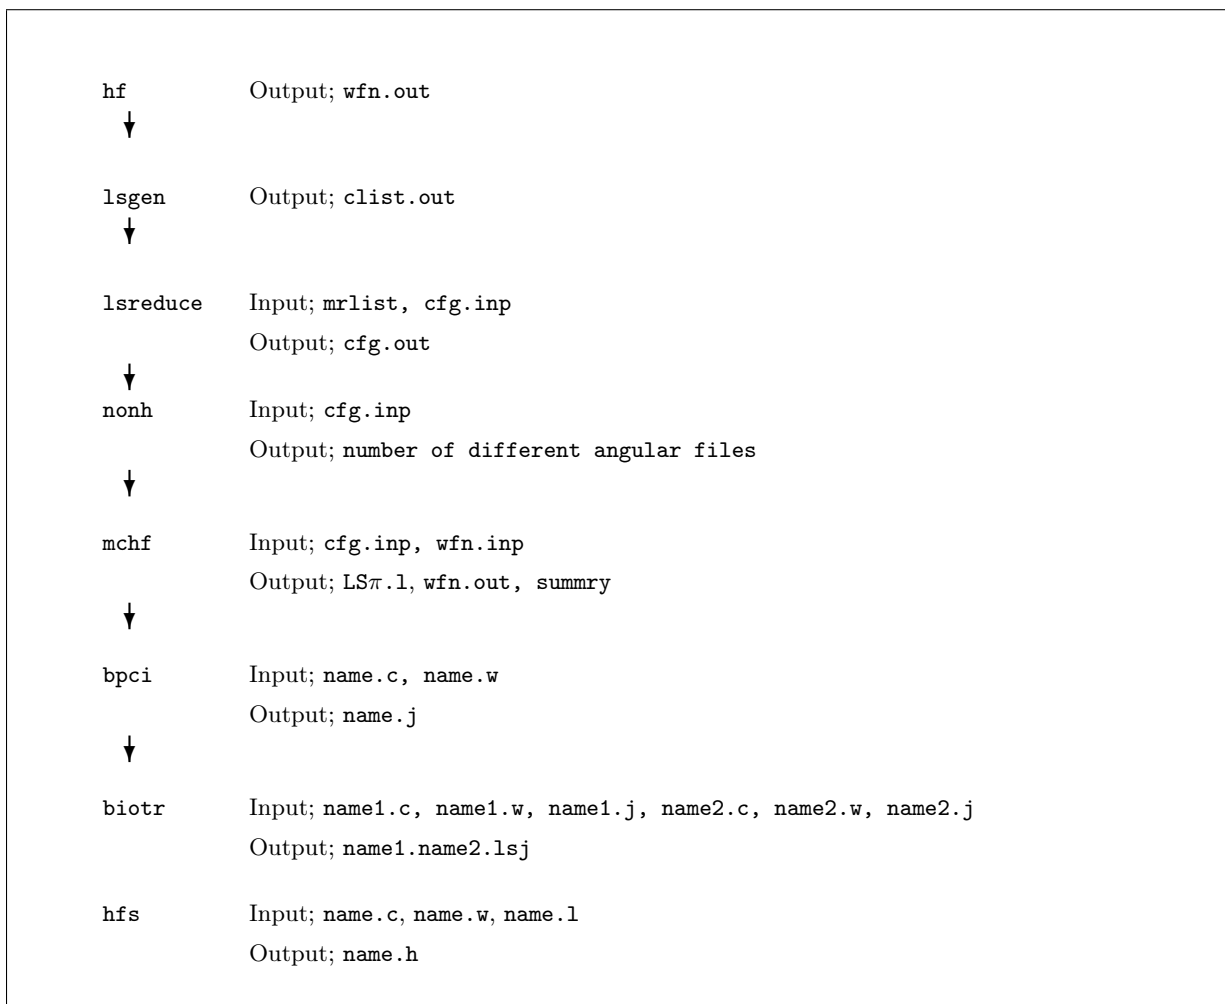 hf Output; wfn.out
lsgen Output; clist.out
lsreduce Input; mrlist, cfg.inp
Output; cfg.out
nonh Input; cfg.inp
Output; number of different angular files
mchf Input; cfg.inp, wfn.inp
Output; LSπ.l, wfn.out, summry
bpci Input; name.c, name.w
Output; name.j
biotr Input; name1.c, name1.w, name1.j, name2.c, name2.w, name2.j
Output; name1.name2.lsj
hfs Input; name.c, name.w, name.l
Output; name.h